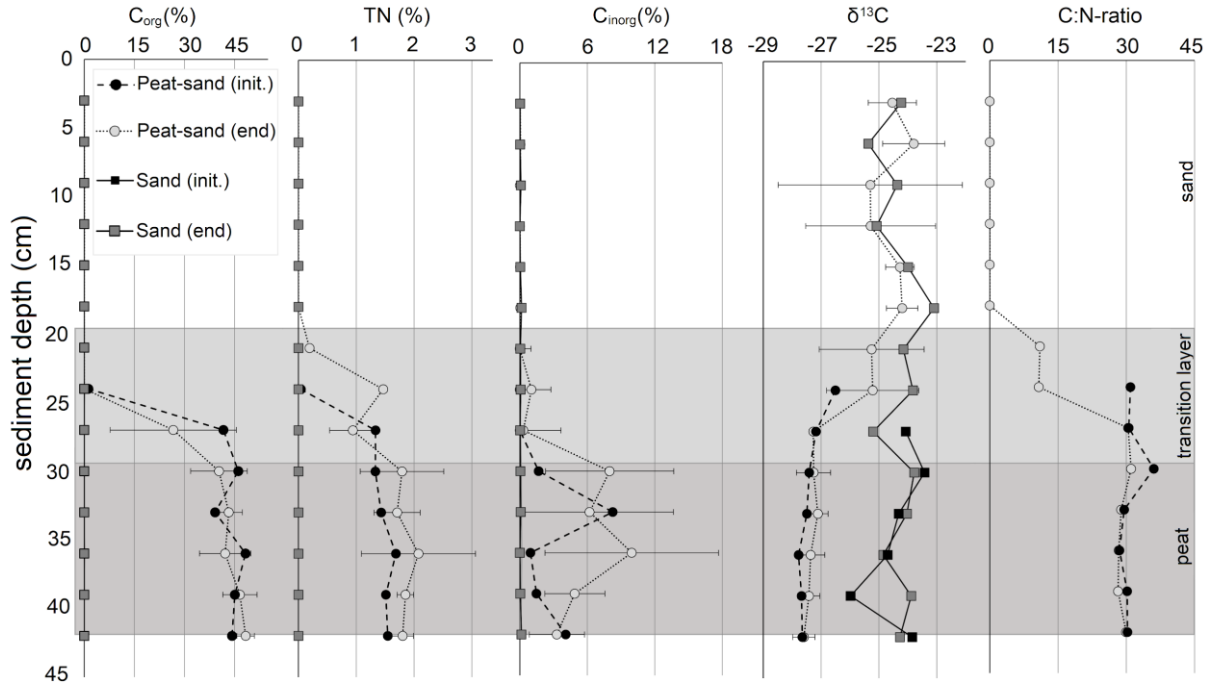 C_org(%) TN (%) C_inorg(%) δ¹³C C:N-ratio
0 15 30 45 0 1 2 3 0 6 12 18 -29 -27 -25 -23 0 15 30 45
0
Peat-sand (init.)
5
Peat-sand (end)
10
Sand (init.)
Sand (end)
15
20
25
30
35
40
45
sediment depth (cm)
sand
transition layer
peat